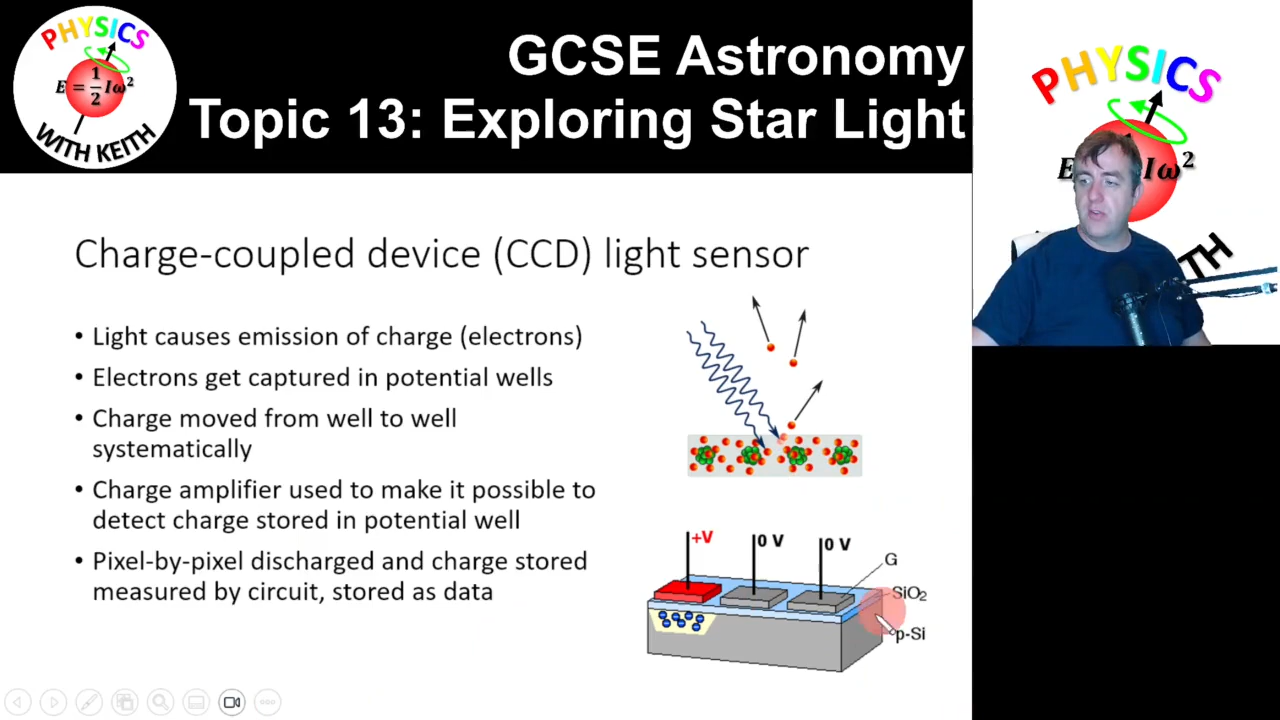 PHYSICS
E = 1/2 Iω²
WITH KEITH
GCSE Astronomy
Topic 13: Exploring Star Light
PHYSICS
E
Iω²
TH
Charge-coupled device (CCD) light sensor
• Light causes emission of charge (electrons)
• Electrons get captured in potential wells
• Charge moved from well to well
systematically
• Charge amplifier used to make it possible to
detect charge stored in potential well
• Pixel-by-pixel discharged and charge stored
measured by circuit, stored as data
+V
0 V
0 V
G
SiO₂
p-Si